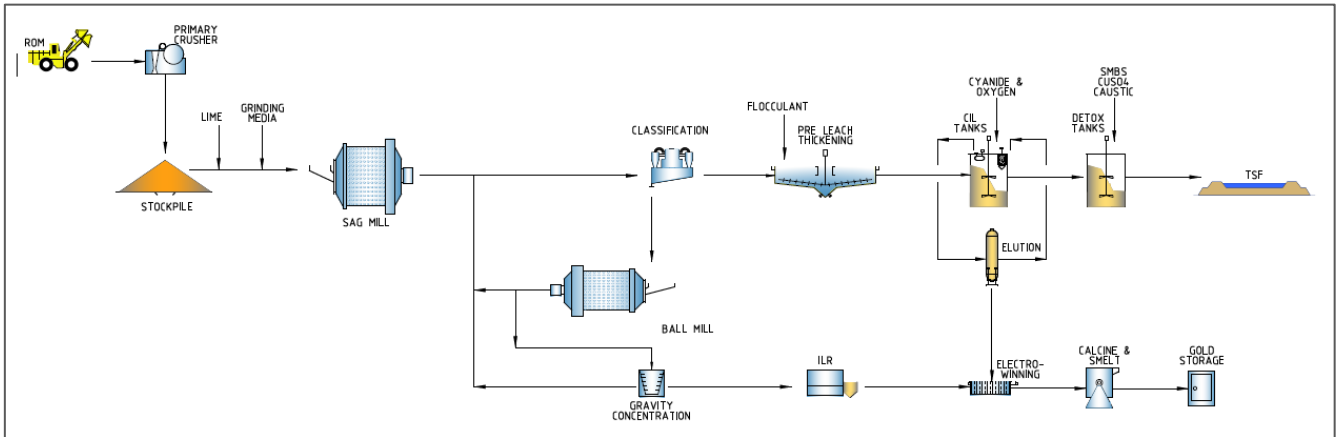 ROM
PRIMARY
CRUSHER
LIME
GRINDING
MEDIA
STOCKPILE
SAG MILL
CLASSIFICATION
BALL MILL
GRAVITY
CONCENTRATION
FLOCCULANT
PRE LEACH
THICKENING
CYANIDE &
OXYGEN
CIL
TANKS
SMBS
CUSO4
CAUSTIC
DETOX
TANKS
TSF
ELUTION
ILR
ELECTRO-
WINNING
CALCINE &
SMELT
GOLD
STORAGE